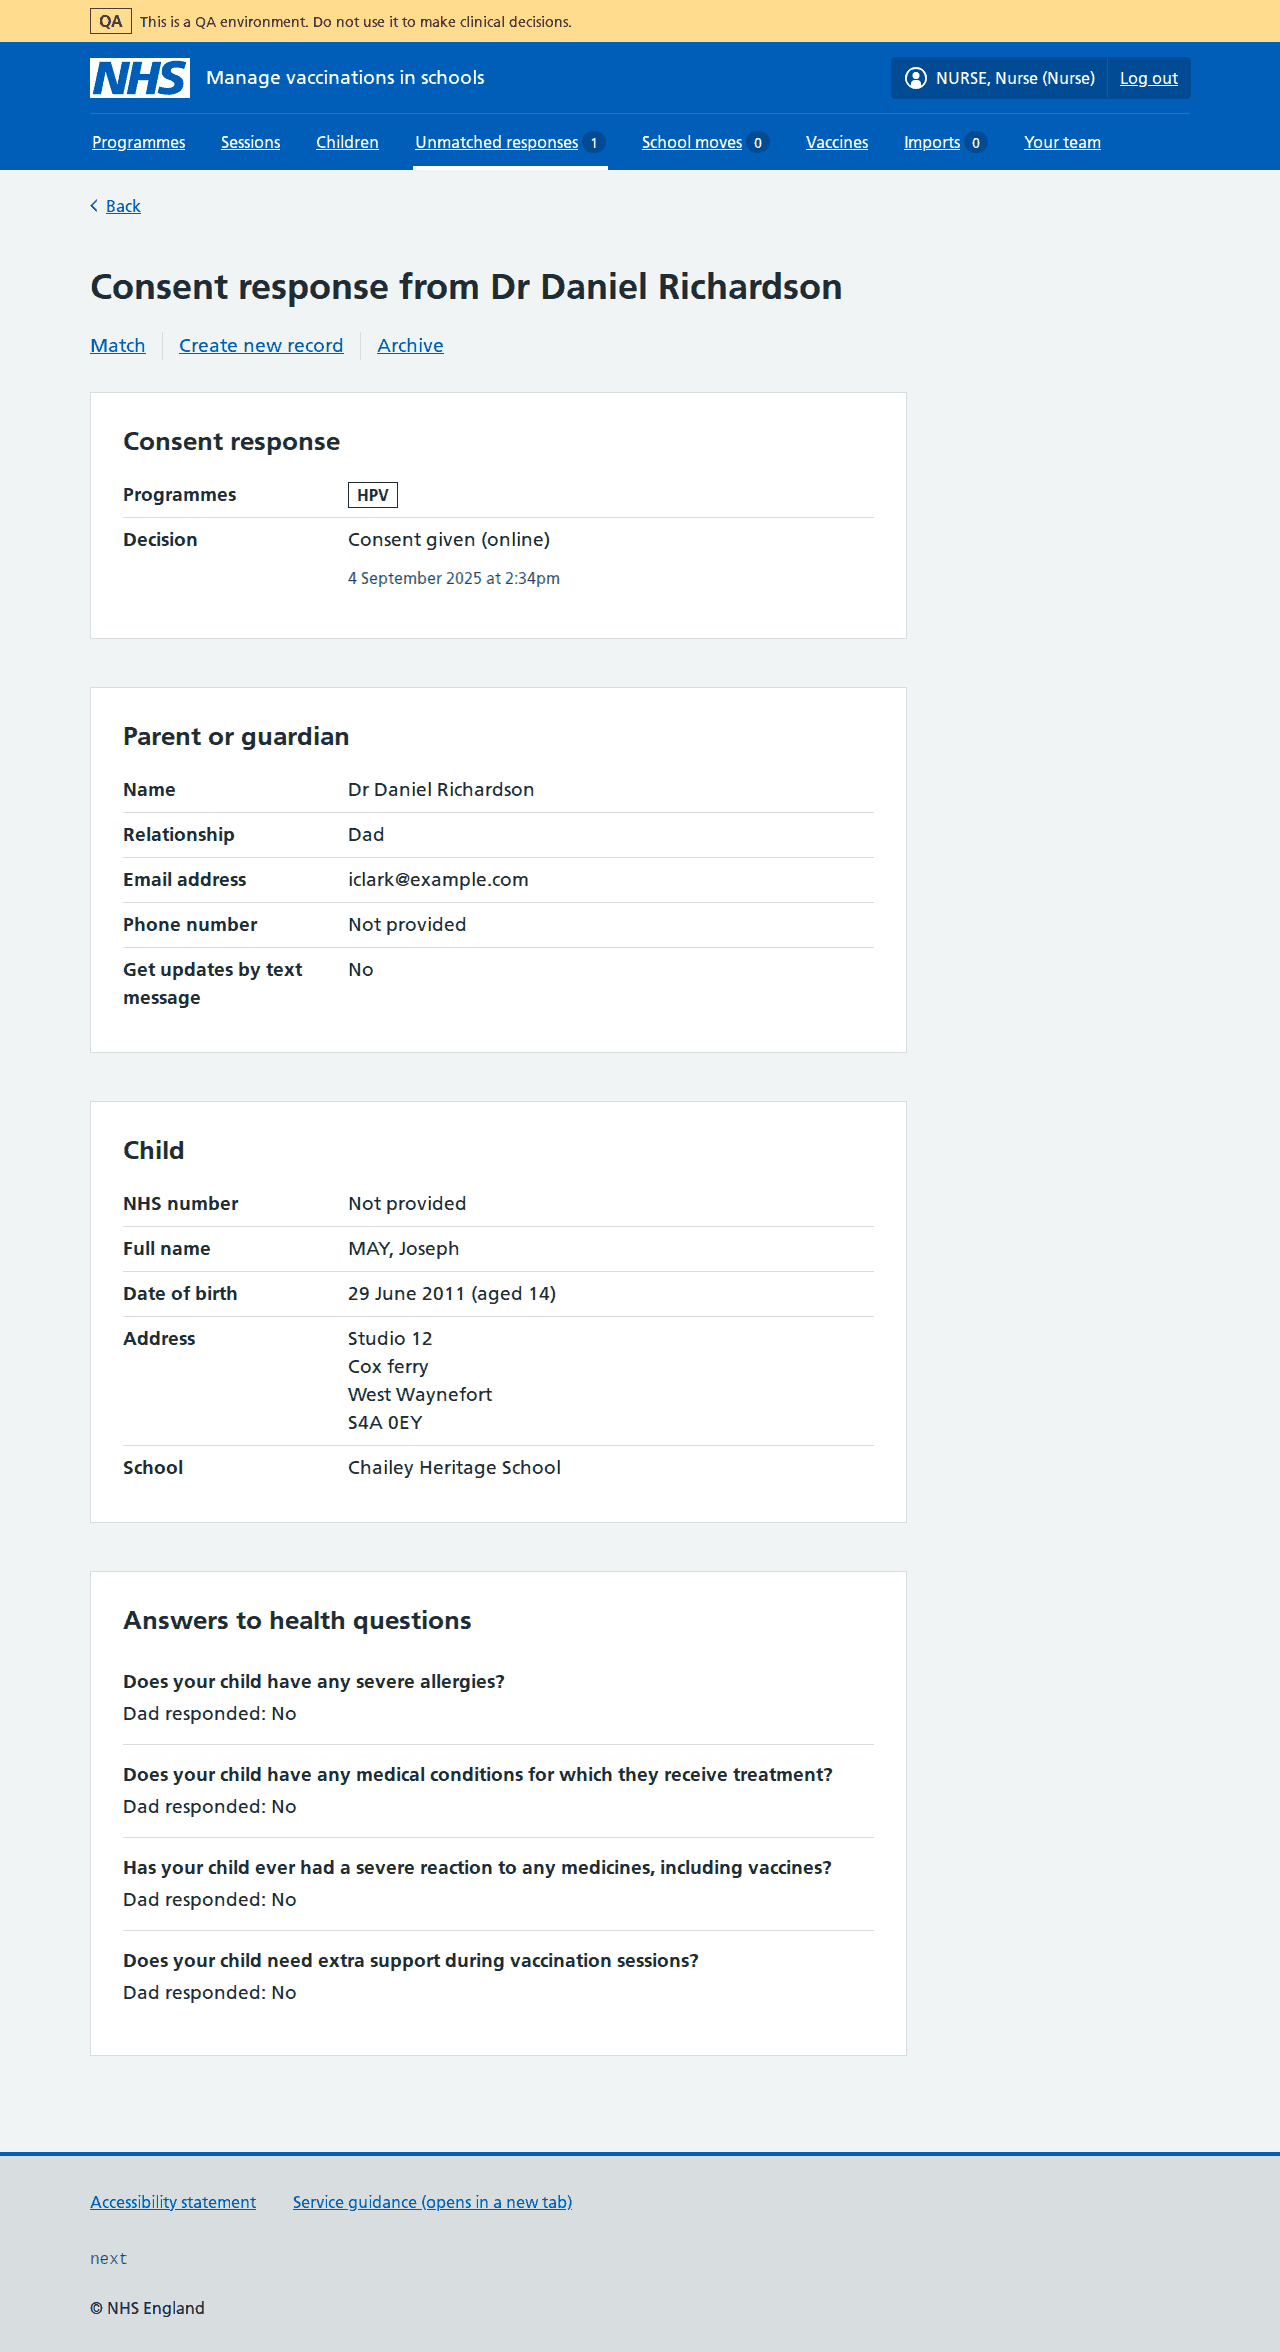 QA This is a QA environment. Do not use it to make clinical decisions.
NHS Manage vaccinations in schools NURSE, Nurse (Nurse) Log out
Programmes Sessions Children Unmatched responses 1 School moves 0 Vaccines Imports 0 Your team
Back
Consent response from Dr Daniel Richardson
Match Create new record Archive
Consent response
Programmes HPV
Decision Consent given (online)
4 September 2025 at 2:34pm
Parent or guardian
Name Dr Daniel Richardson
Relationship Dad
Email address iclark@example.com
Phone number Not provided
Get updates by text No
message
Child
NHS number Not provided
Full name MAY, Joseph
Date of birth 29 June 2011 (aged 14)
Address Studio 12
Cox ferry
West Waynefort
S4A 0EY
School Chailey Heritage School
Answers to health questions
Does your child have any severe allergies?
Dad responded: No
Does your child have any medical conditions for which they receive treatment?
Dad responded: No
Has your child ever had a severe reaction to any medicines, including vaccines?
Dad responded: No
Does your child need extra support during vaccination sessions?
Dad responded: No
Accessibility statement Service guidance (opens in a new tab)
next
© NHS England